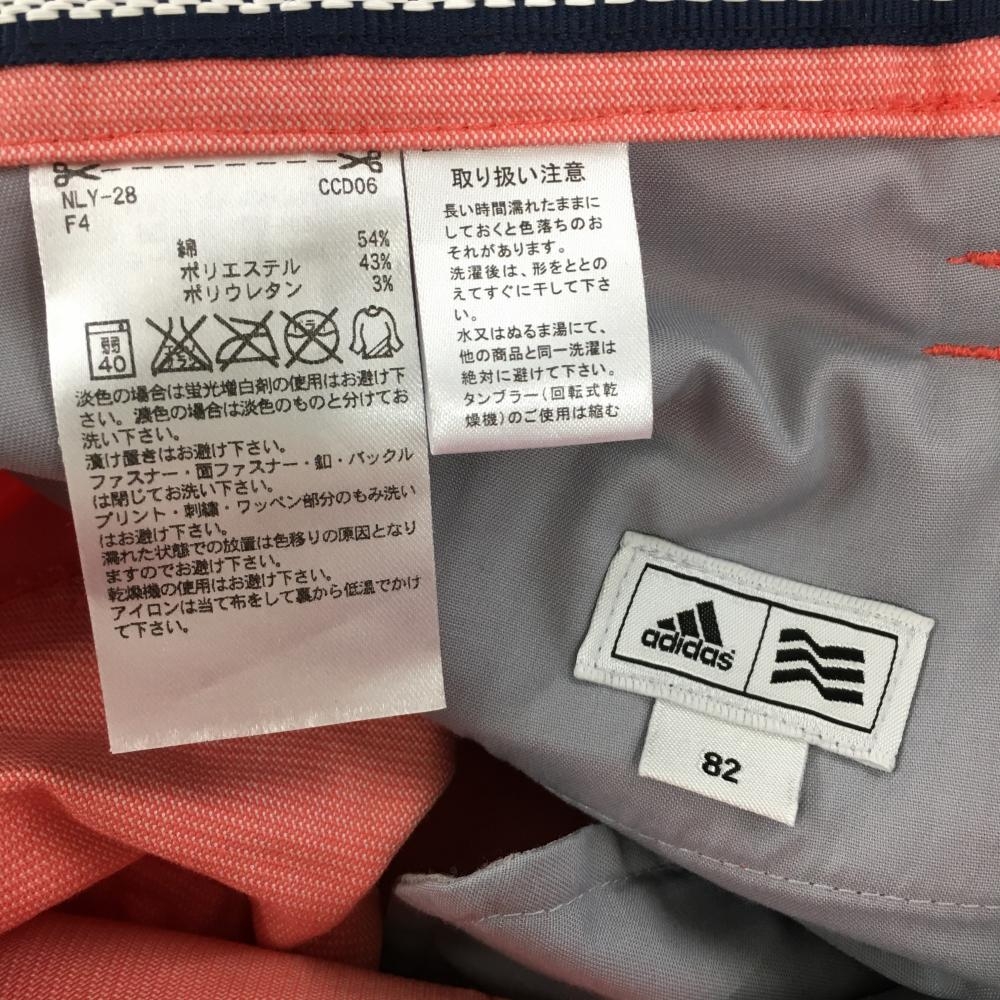 NLY-28 CCD06
F4
綿 54%
ポリエステル 43%
ポリウレタン 3%
弱
40
エンソサラシ
ドライ
淡色の場合は蛍光増白剤の使用はお避け下
さい。濃色の場合は淡色のものと分けてお
洗い下さい。
漬け置きはお避け下さい。
ファスナー・面ファスナー・釦・バックル
は閉じてお洗い下さい。
プリント・刺繍・ワッペン部分のもみ洗い
はお避け下さい。
濡れた状態での放置は色移りの原因となり
ますのでお避け下さい。
乾燥機の使用はお避け下さい。
アイロンは当て布をして裏から低温でかけ
て下さい。
取り扱い注意
長い時間濡れたままに
しておくと色落ちのお
それがあります。
洗濯後は、形をととの
えてすぐに干して下さ
い。
水又はぬるま湯にて、
他の商品と同一洗濯は
絶対に避けて下さい。
タンブラー(回転式乾
燥機)のご使用は縮む
adidas
82